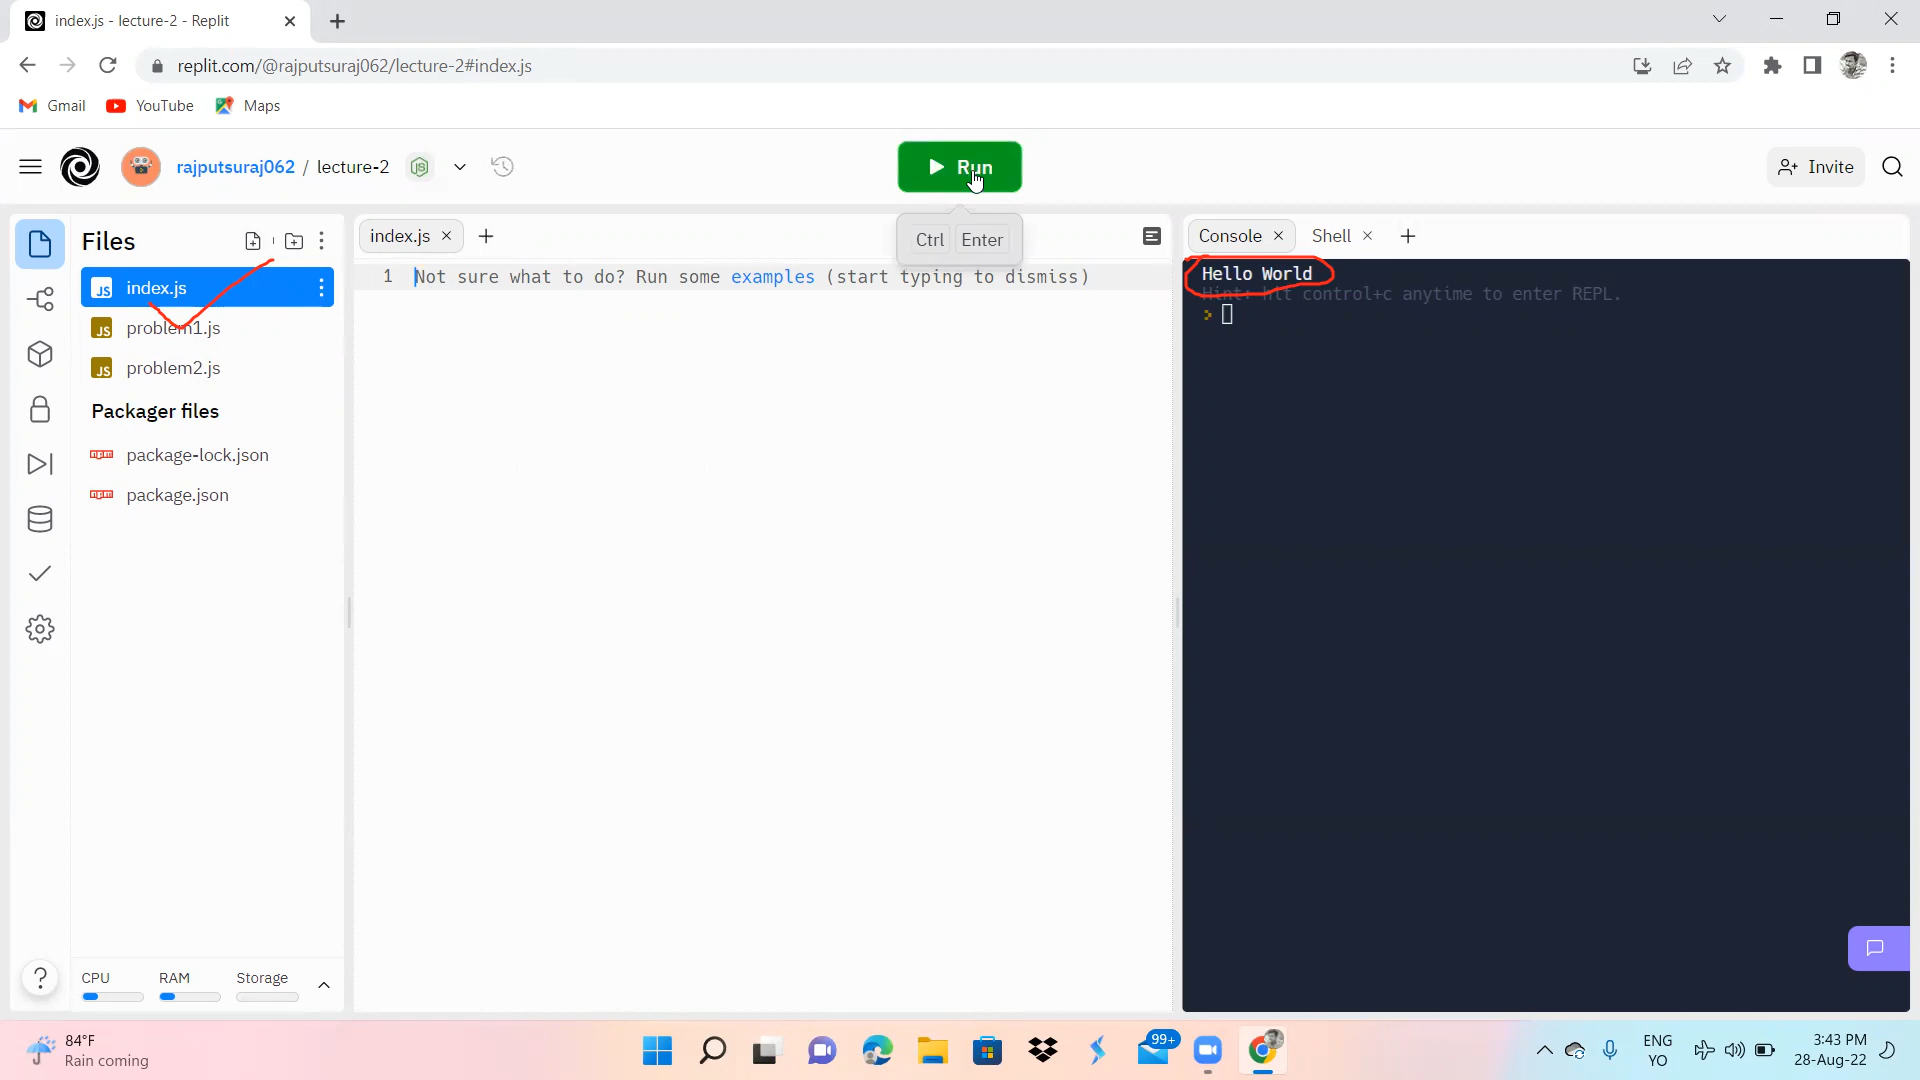 index.js - lecture-2 - Replit
replit.com/@rajputsuraj062/lecture-2#index.js
Gmail YouTube Maps
rajputsuraj062 / lecture-2
Run
Invite
Ctrl Enter
Files
index.js
problem1.js
problem2.js
Packager files
package-lock.json
package.json
CPU RAM Storage
index.js
1 Not sure what to do? Run some examples (start typing to dismiss)
Console Shell
Hello World
Hint: hit control+c anytime to enter REPL.
>
84°F
Rain coming
99+
ENG
YO
3:43 PM
28-Aug-22